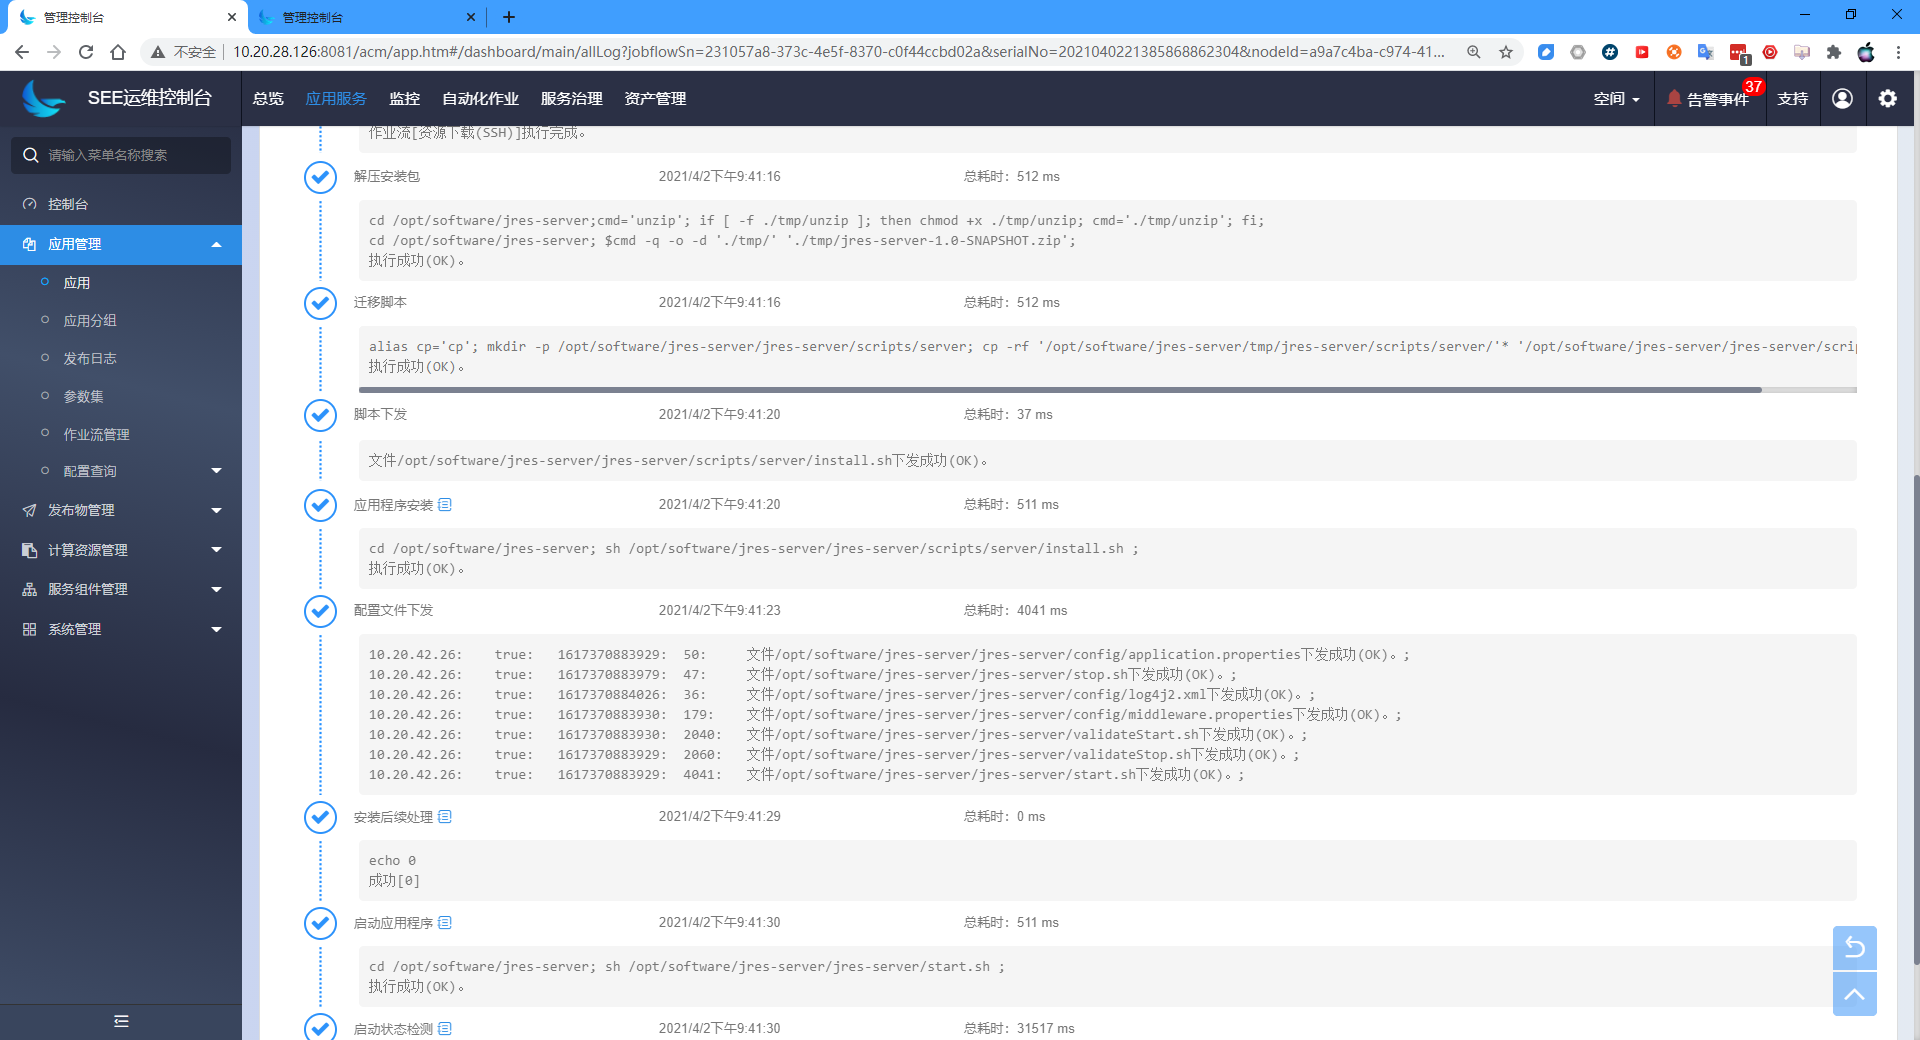 管理控制台
管理控制台
不安全 10.20.28.126:8081/acm/app.htm#/dashboard/main/allLog?jobflowSn=231057a8-373c-4e5f-8370-c0f44ccbd02a&serialNo=2021040221385868862304&nodeId=a9a7c4ba-c974-41...
1
SEE运维控制台
总览 应用服务 监控 自动化作业 服务治理 资产管理
空间 告警事件 37 支持
请输入菜单名称搜索
控制台
应用管理
应用
应用分组
发布日志
参数集
作业流管理
配置查询
发布物管理
计算资源管理
服务组件管理
系统管理
作业流[资源下载(SSH)]执行完成。
解压安装包 2021/4/2下午9:41:16 总耗时：512 ms
cd /opt/software/jres-server;cmd='unzip'; if [ -f ./tmp/unzip ]; then chmod +x ./tmp/unzip; cmd='./tmp/unzip'; fi;
cd /opt/software/jres-server; $cmd -q -o -d './tmp/' './tmp/jres-server-1.0-SNAPSHOT.zip';
执行成功(OK)。
迁移脚本 2021/4/2下午9:41:16 总耗时：512 ms
alias cp='cp'; mkdir -p /opt/software/jres-server/jres-server/scripts/server; cp -rf '/opt/software/jres-server/tmp/jres-server/scripts/server/'* '/opt/software/jres-server/jres-server/scrip
执行成功(OK)。
脚本下发 2021/4/2下午9:41:20 总耗时：37 ms
文件/opt/software/jres-server/jres-server/scripts/server/install.sh下发成功(OK)。
应用程序安装 2021/4/2下午9:41:20 总耗时：511 ms
cd /opt/software/jres-server; sh /opt/software/jres-server/jres-server/scripts/server/install.sh ;
执行成功(OK)。
配置文件下发 2021/4/2下午9:41:23 总耗时：4041 ms
10.20.42.26: true: 1617370883929: 50: 文件/opt/software/jres-server/jres-server/config/application.properties下发成功(OK)。;
10.20.42.26: true: 1617370883979: 47: 文件/opt/software/jres-server/jres-server/stop.sh下发成功(OK)。;
10.20.42.26: true: 1617370884026: 36: 文件/opt/software/jres-server/jres-server/config/log4j2.xml下发成功(OK)。;
10.20.42.26: true: 1617370883930: 179: 文件/opt/software/jres-server/jres-server/config/middleware.properties下发成功(OK)。;
10.20.42.26: true: 1617370883930: 2040: 文件/opt/software/jres-server/jres-server/validateStart.sh下发成功(OK)。;
10.20.42.26: true: 1617370883929: 2060: 文件/opt/software/jres-server/jres-server/validateStop.sh下发成功(OK)。;
10.20.42.26: true: 1617370883929: 4041: 文件/opt/software/jres-server/jres-server/start.sh下发成功(OK)。;
安装后续处理 2021/4/2下午9:41:29 总耗时：0 ms
echo 0
成功[0]
启动应用程序 2021/4/2下午9:41:30 总耗时：511 ms
cd /opt/software/jres-server; sh /opt/software/jres-server/jres-server/start.sh ;
执行成功(OK)。
启动状态检测 2021/4/2下午9:41:30 总耗时：31517 ms